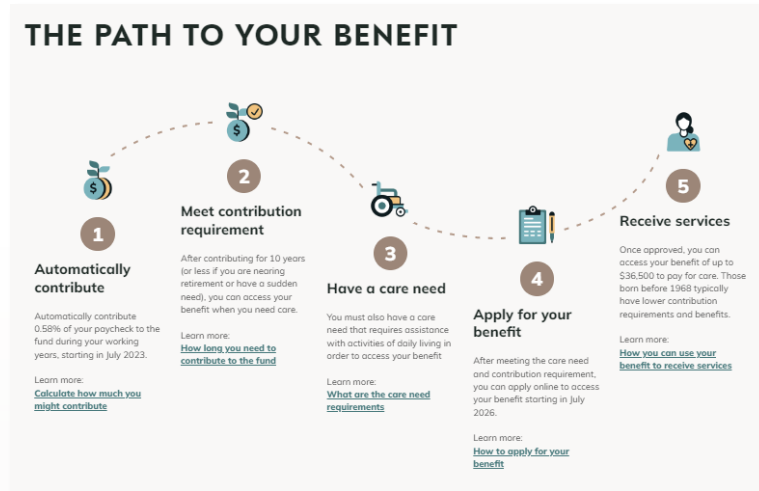 THE PATH TO YOUR BENEFIT
$
1
Automatically
contribute
Automatically contribute
0.58% of your paycheck to the
fund during your working
years, starting in July 2023.
Learn more:
Calculate how much you
might contribute
$
2
Meet contribution
requirement
After contributing for 10 years
(or less if you are nearing
retirement or have a sudden
need), you can access your
benefit when you need care.
Learn more:
How long you need to
contribute to the fund
3
Have a care need
You must also have a care
need that requires assistance
with activities of daily living in
order to access your benefit
Learn more:
What are the care need
requirements
4
Apply for your
benefit
After meeting the care need
and contribution requirement,
you can apply online to access
your benefit starting in July
2026.
Learn more:
How to apply for your
benefit
5
Receive services
Once approved, you can
access your benefit of up to
$36,500 to pay for care. Those
born before 1968 typically
have lower contribution
requirements and benefits.
Learn more:
How you can use your
benefit to receive services